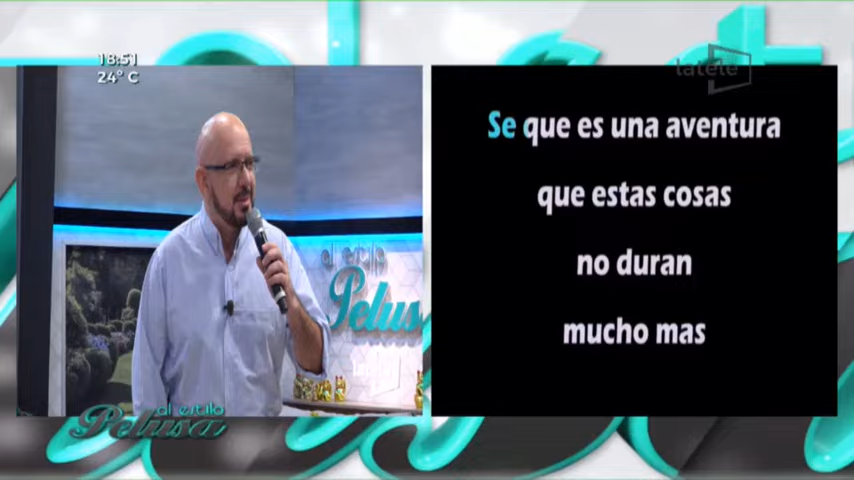 18:51
24° C
latele
Se que es una aventura
que estas cosas
no duran
mucho mas
al estilo
Pelus
al estilo
Pelusa